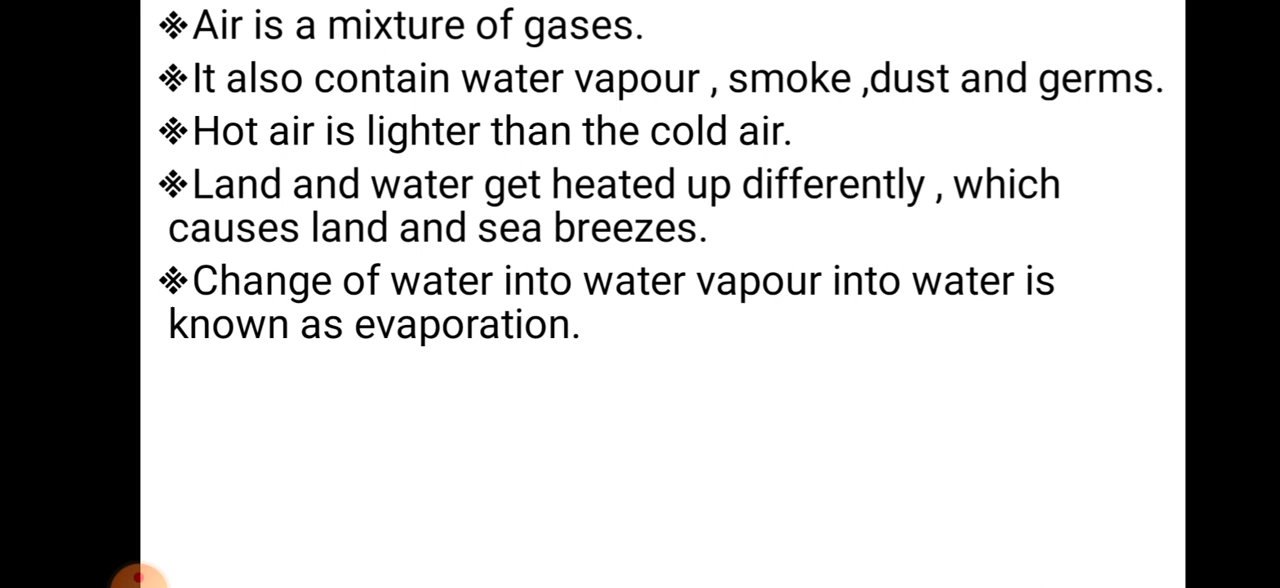 ❖Air is a mixture of gases.
❖It also contain water vapour , smoke ,dust and germs.
❖Hot air is lighter than the cold air.
❖Land and water get heated up differently , which
causes land and sea breezes.
❖Change of water into water vapour into water is
known as evaporation.